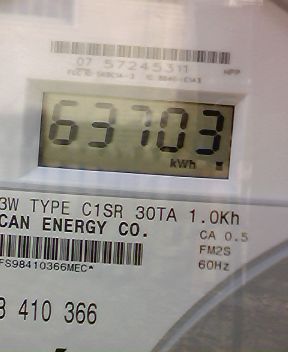 07 57245311
63703
kWh
3W TYPE C1SR 30TA 1.0Kh
CAN ENERGY CO.
CA 0.5
FM2S
60Hz
FS98410366MEC*
410 366